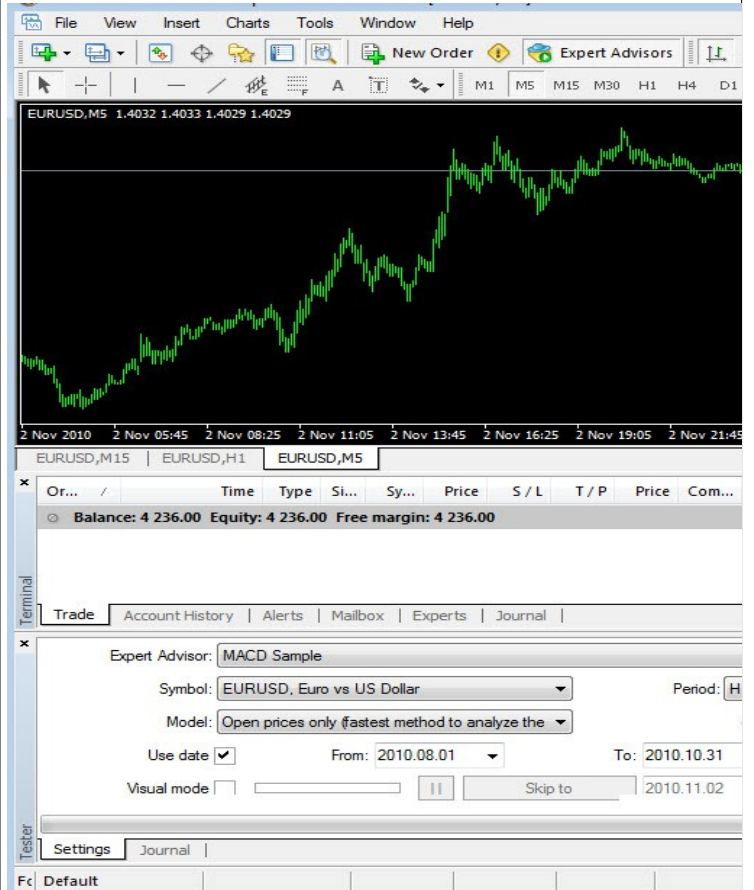 File View Insert Charts Tools Window Help
New Order Expert Advisors
E F A T M1 M5 M15 M30 H1 H4 D1
EURUSD,M5 1.4032 1.4033 1.4029 1.4029
2 Nov 2010 2 Nov 05:45 2 Nov 08:25 2 Nov 11:05 2 Nov 13:45 2 Nov 16:25 2 Nov 19:05 2 Nov 21:45
EURUSD,M15 | EURUSD,H1 EURUSD,M5
Or... / Time Type Si... Sy... Price S / L T / P Price Com...
Balance: 4 236.00 Equity: 4 236.00 Free margin: 4 236.00
Terminal
Trade Account History | Alerts | Mailbox | Experts | Journal |
Expert Advisor: MACD Sample
Symbol: EURUSD, Euro vs US Dollar Period: H
Model: Open prices only (fastest method to analyze the
Use date From: 2010.08.01 To: 2010.10.31
Visual mode Skip to 2010.11.02
Tester
Settings Journal |
Fc Default